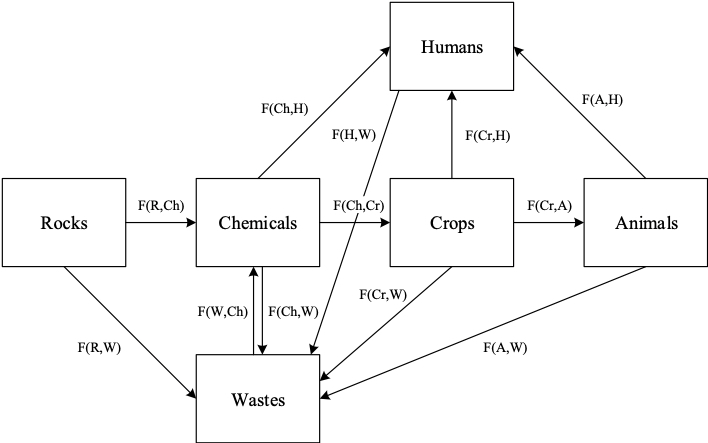 Humans
F(Ch,H)
F(A,H)
F(H,W)
F(Cr,H)
Rocks
F(R,Ch)
Chemicals
F(Ch,Cr)
Crops
F(Cr,A)
Animals
F(W,Ch)
F(Ch,W)
F(Cr,W)
F(R,W)
F(A,W)
Wastes